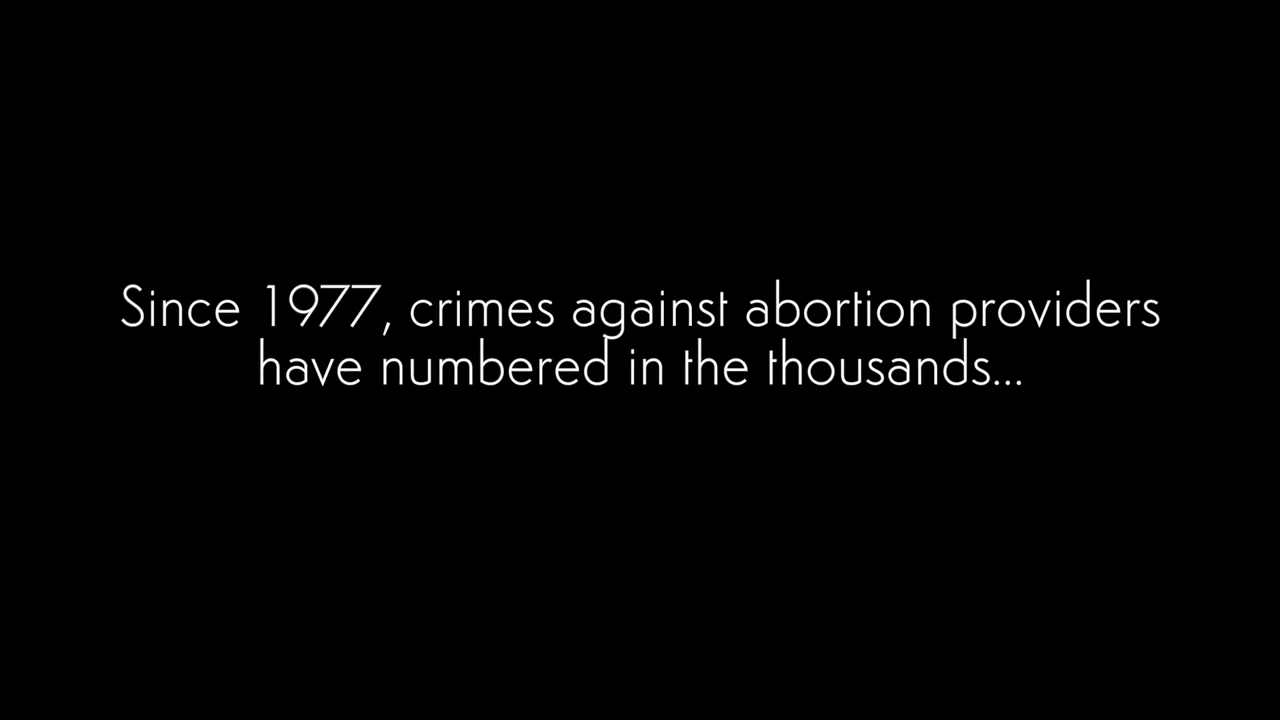 Since 1977, crimes against abortion providers
have numbered in the thousands...